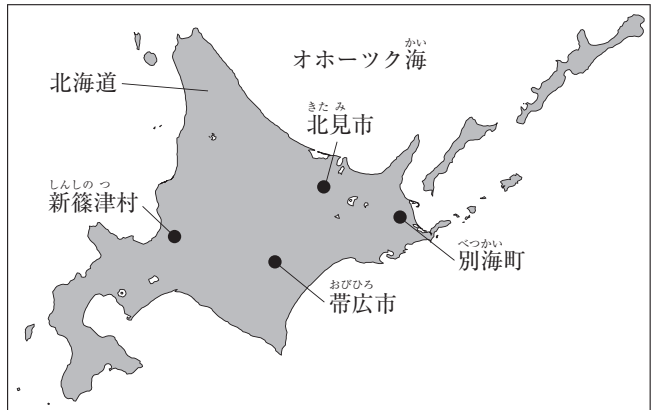 オホーツク海
かい
北海道
きたみ
北見市
しんしのつ
新篠津村
べつかい
別海町
おびひろ
帯広市